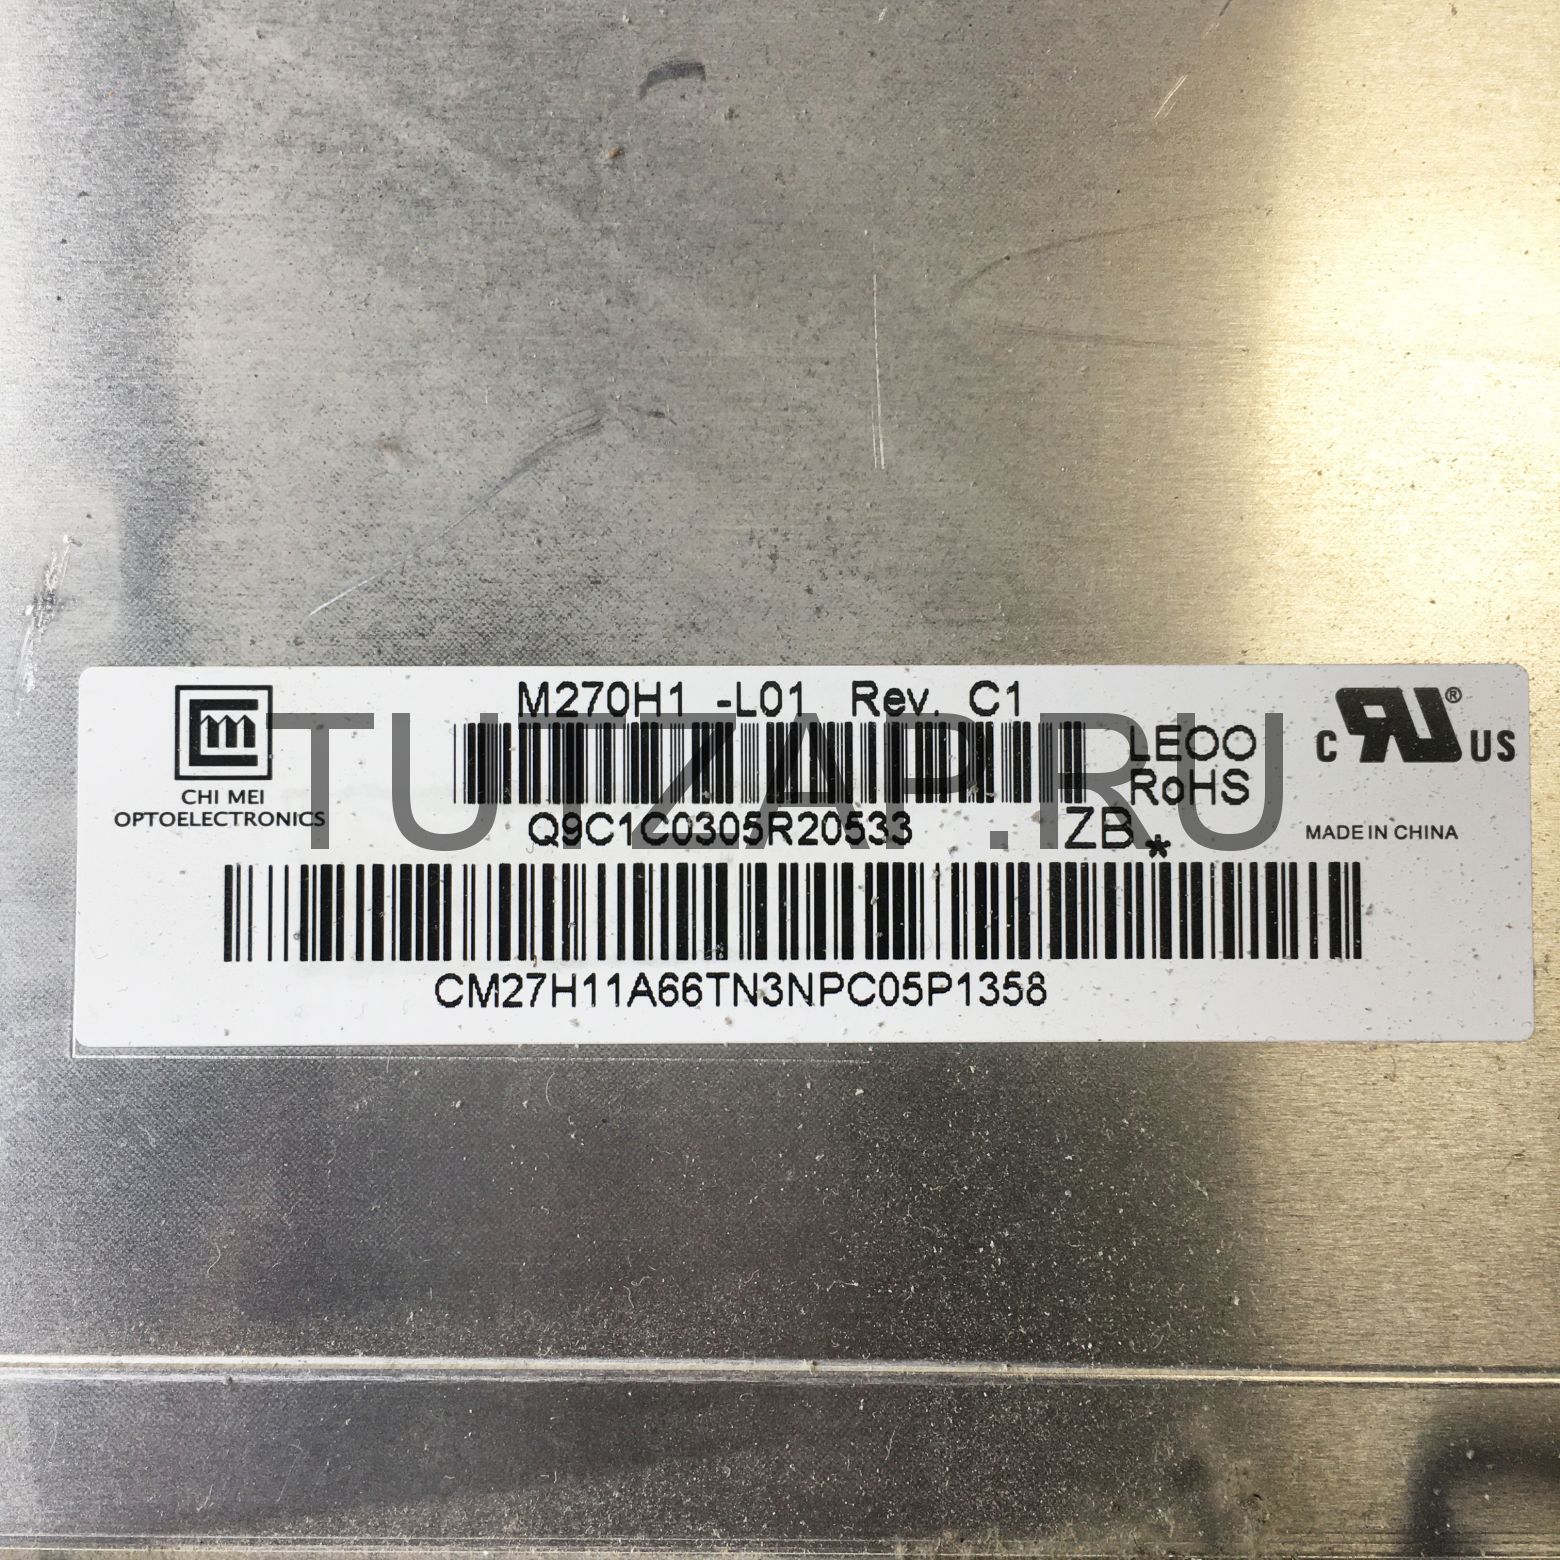 M270H1 -L01 Rev. C1
CHI MEI
OPTOELECTRONICS
LEOO
RoHS
C US ®
Q9C1C0305R20533
ZB *
MADE IN CHINA
CM27H11A66TN3NPC05P1358
TUTZAP.RU